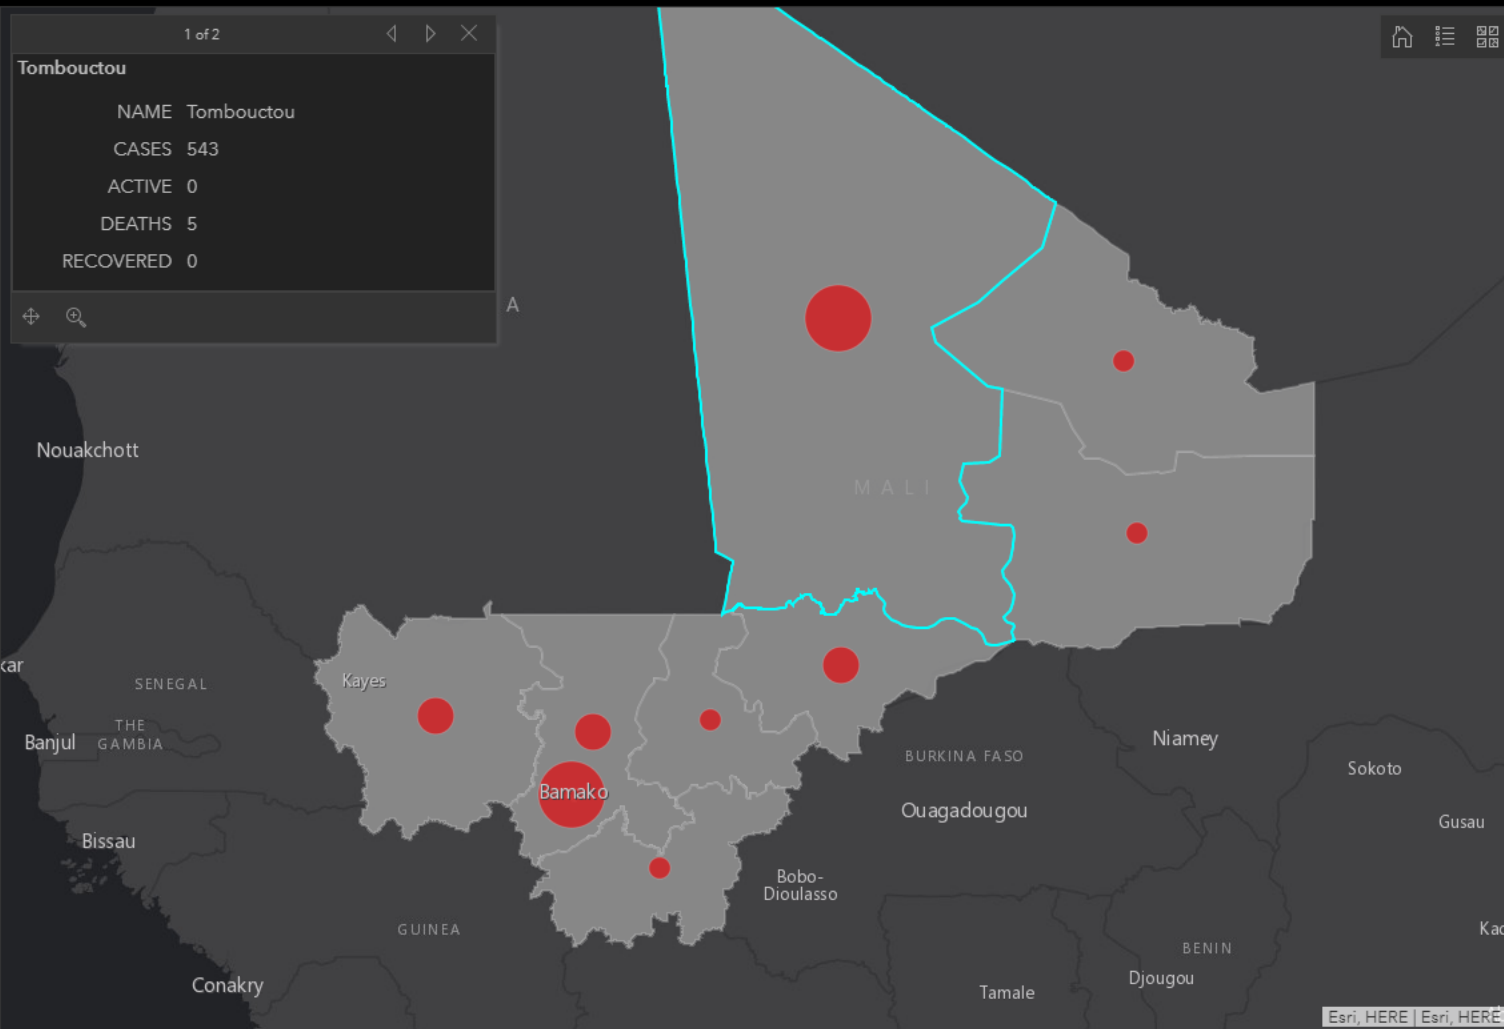 1 of 2
Tombouctou
NAME Tombouctou
CASES 543
ACTIVE 0
DEATHS 5
RECOVERED 0
A
Nouakchott
MALI
kar
SENEGAL
Kayes
THE
GAMBIA
Banjul
Bamako
Bissau
BURKINA FASO
Niamey
Sokoto
Ouagadougou
Gusau
Bobo-
Dioulasso
GUINEA
Kad
BENIN
Djougou
Conakry
Tamale
Esri, HERE | Esri, HERE